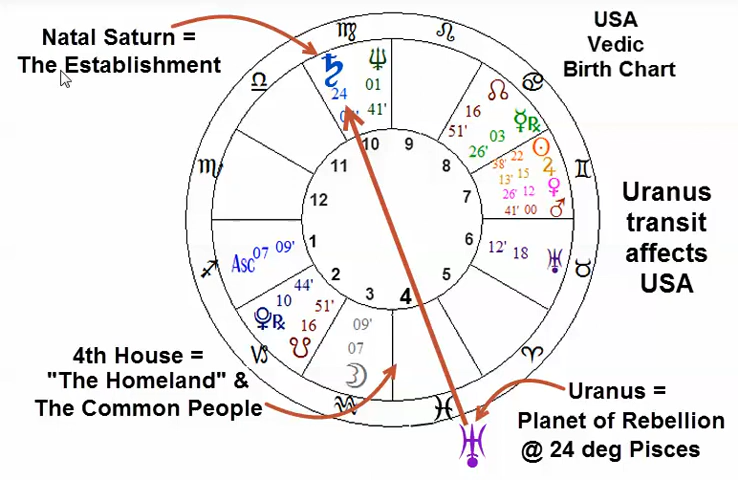 Natal Saturn =
The Establishment
USA
Vedic
Birth Chart
24
01
41'
10
9
16
51'
03
26'
8
38' 22
13' 15
26' 12
41' 00
7
11
12
12' 18
6
Asc 07 09'
1
2
3
4
5
44'
10
51'
16
09'
07
Uranus
transit
affects
USA
4th House =
"The Homeland" &
The Common People
Uranus =
Planet of Rebellion
@ 24 deg Pisces